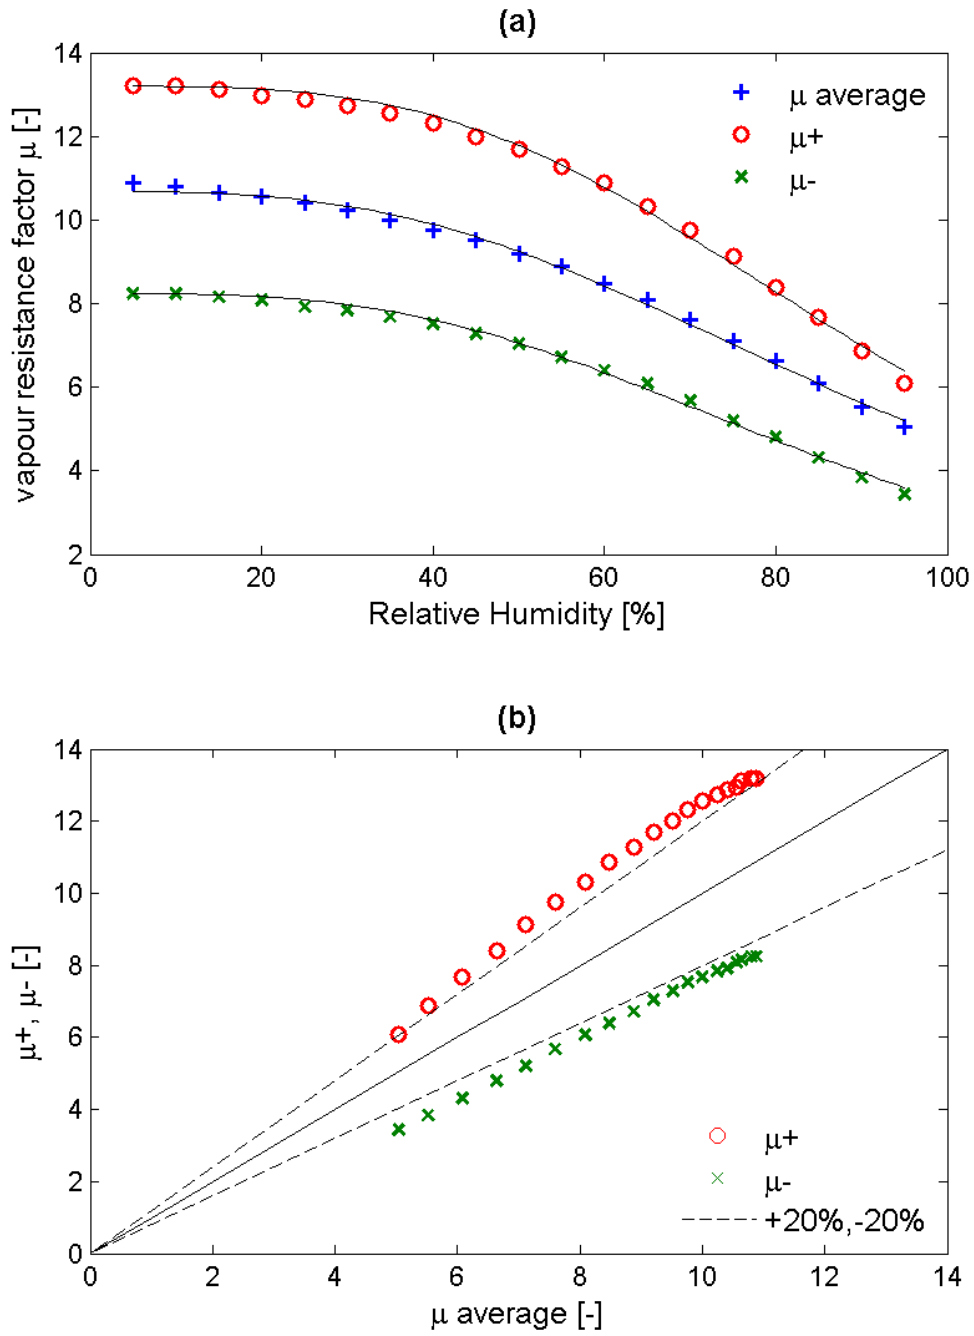 (a)
vapour resistance factor μ [-]
14
12
10
8
6
4
2
μ average
μ+
μ-
0 20 40 60 80 100
Relative Humidity [%]
(b)
μ+, μ- [-]
14
12
10
8
6
4
2
0
μ+
μ-
+20%,-20%
0 2 4 6 8 10 12 14
μ average [-]